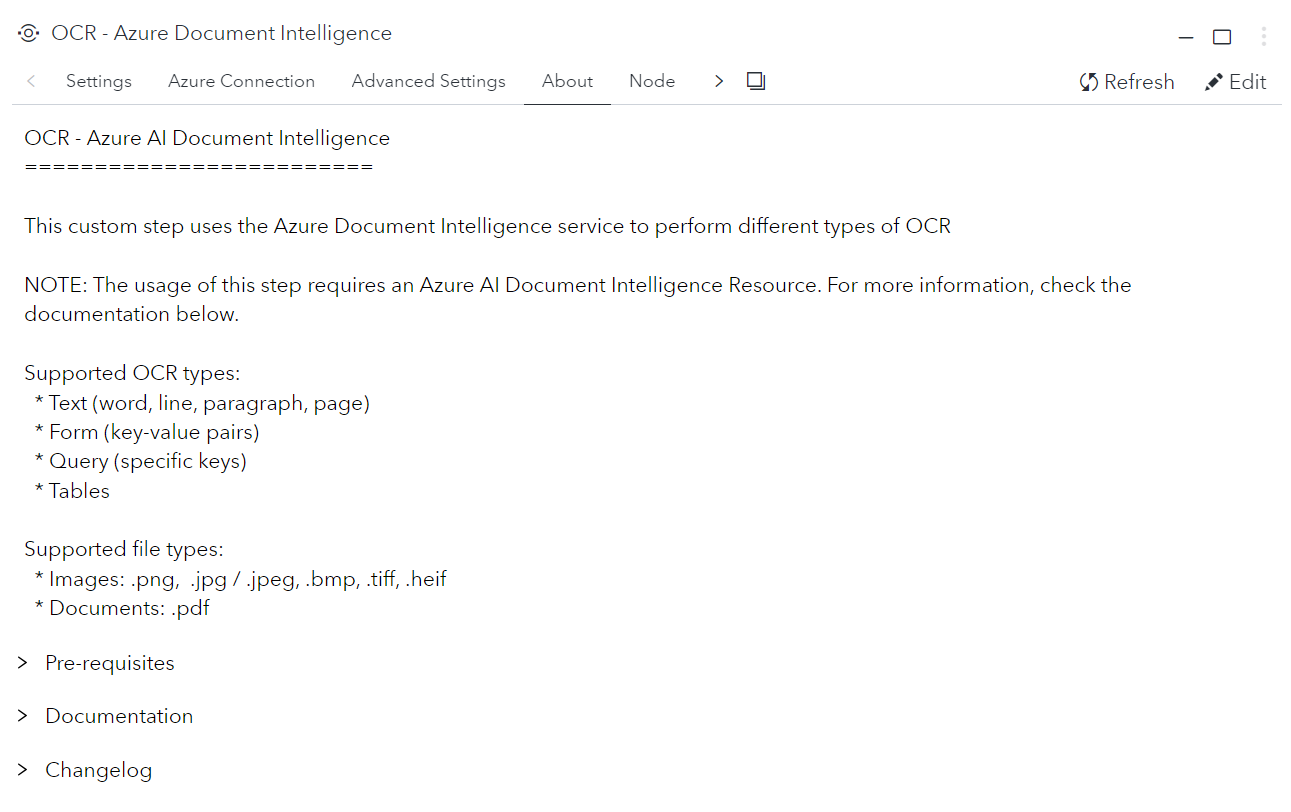 OCR - Azure Document Intelligence
Settings Azure Connection Advanced Settings About Node Refresh Edit
OCR - Azure AI Document Intelligence
=========================
This custom step uses the Azure Document Intelligence service to perform different types of OCR
NOTE: The usage of this step requires an Azure AI Document Intelligence Resource. For more information, check the
documentation below.
Supported OCR types:
* Text (word, line, paragraph, page)
* Form (key-value pairs)
* Query (specific keys)
* Tables
Supported file types:
* Images: .png,  .jpg / .jpeg, .bmp, .tiff, .heif
* Documents: .pdf
> Pre-requisites
> Documentation
> Changelog